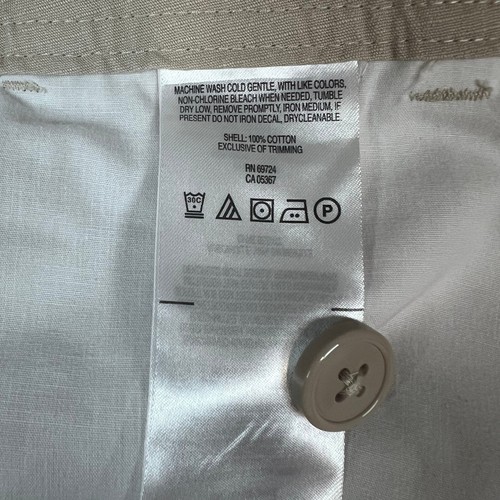 MACHINE WASH COLD GENTLE, WITH LIKE COLORS,
NON-CHLORINE BLEACH WHEN NEEDED, TUMBLE
DRY LOW, REMOVE PROMPTLY, IRON MEDIUM, IF
PRESENT DO NOT IRON DECAL, DRYCLEANABLE.
SHELL: 100% COTTON
EXCLUSIVE OF TRIMMING
RN 69724
CA 05367
30C P